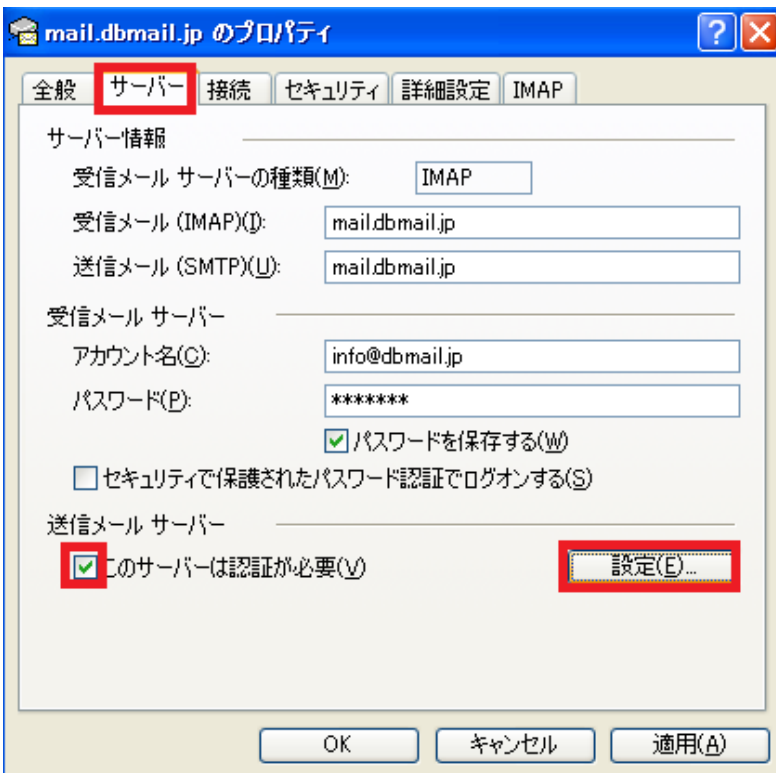 mail.dbmail.jp のプロパティ
全般 サーバー 接続 セキュリティ 詳細設定 IMAP
サーバー情報
受信メール サーバーの種類(M): IMAP
受信メール (IMAP)(I): mail.dbmail.jp
送信メール (SMTP)(U): mail.dbmail.jp
受信メール サーバー
アカウント名(C): info@dbmail.jp
パスワード(P): *******
パスワードを保存する(W)
セキュリティで保護されたパスワード認証でログオンする(S)
送信メール サーバー
このサーバーは認証が必要(V) 設定(E)...
OK キャンセル 適用(A)